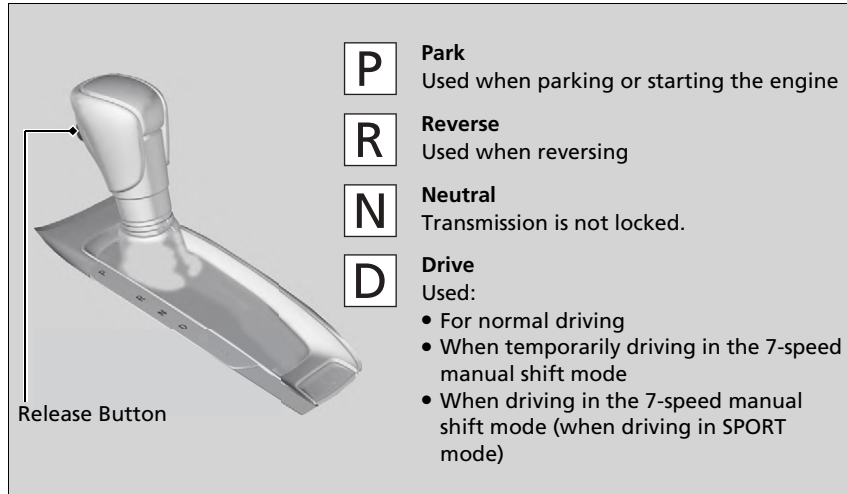 P
Park
Used when parking or starting the engine
R
Reverse
Used when reversing
N
Neutral
Transmission is not locked.
D
Drive
Used:
• For normal driving
• When temporarily driving in the 7-speed
manual shift mode
• When driving in the 7-speed manual
shift mode (when driving in SPORT
mode)
P
R
N
D
Release Button